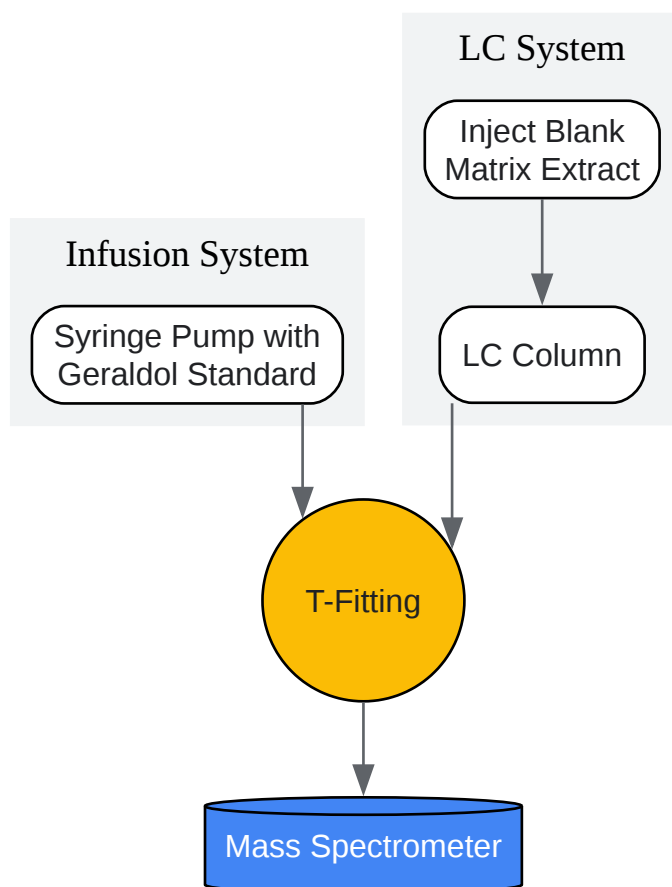 LC System
Inject Blank
Matrix Extract
Infusion System
Syringe Pump with
Geraldol Standard
LC Column
T-Fitting
Mass Spectrometer